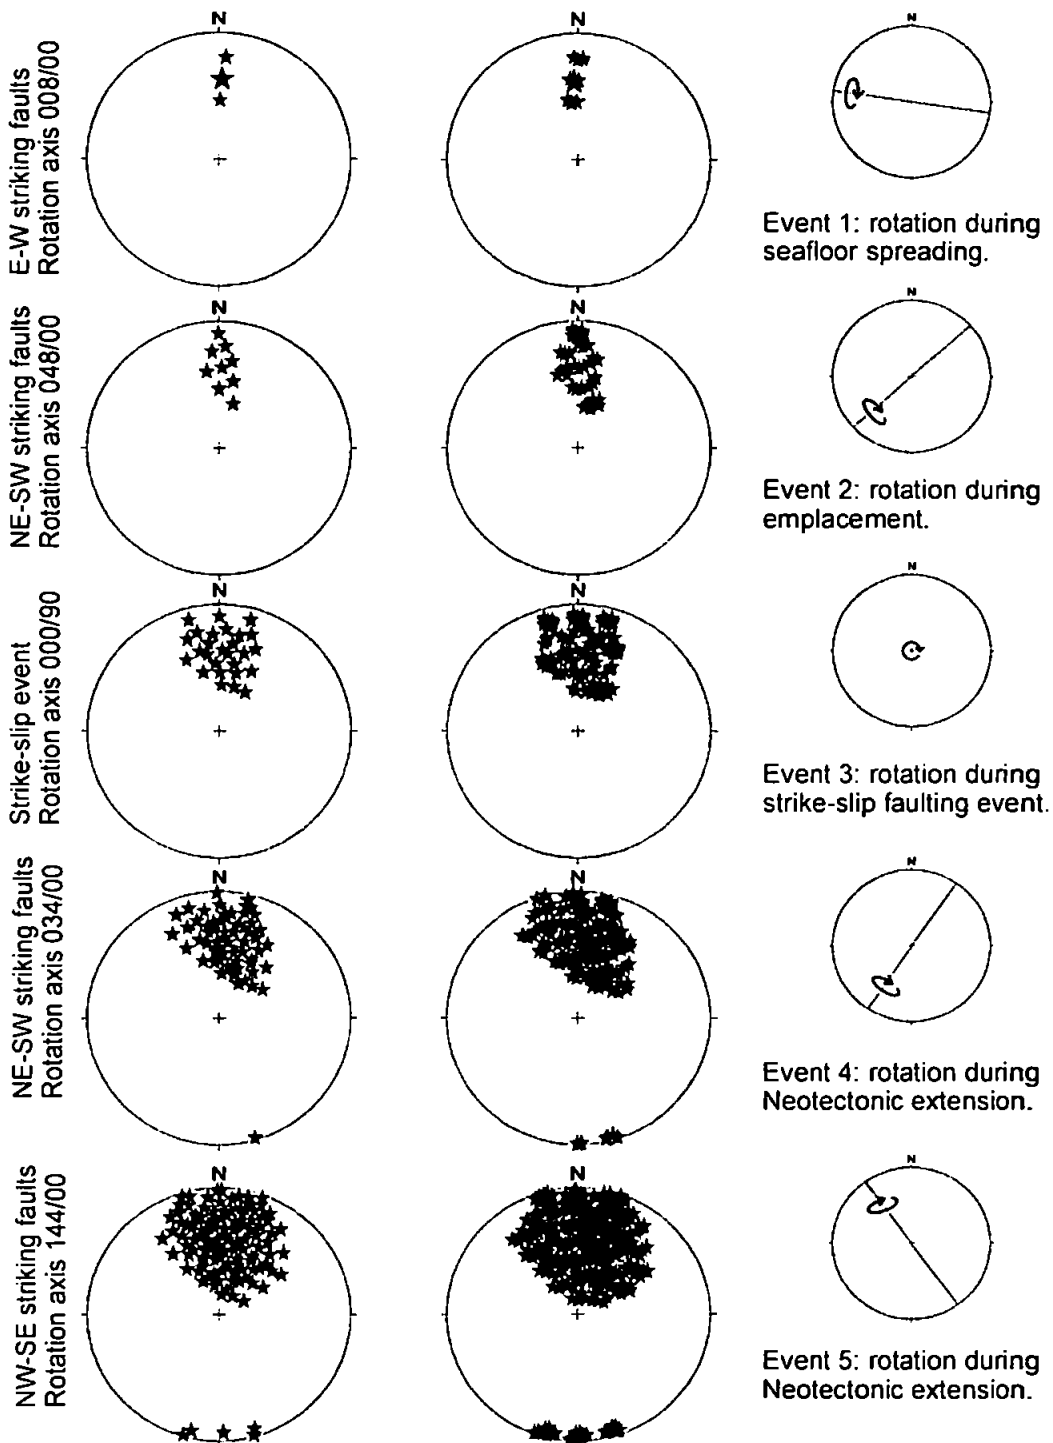 E-W striking faults
Rotation axis 008/00
N
N
N
Event 1: rotation during
seafloor spreading.
NE-SW striking faults
Rotation axis 048/00
N
N
N
Event 2: rotation during
emplacement.
Strike-slip event
Rotation axis 000/90
N
N
N
Event 3: rotation during
strike-slip faulting event.
NE-SW striking faults
Rotation axis 034/00
N
N
N
Event 4: rotation during
Neotectonic extension.
NW-SE striking faults
Rotation axis 144/00
N
N
N
Event 5: rotation during
Neotectonic extension.